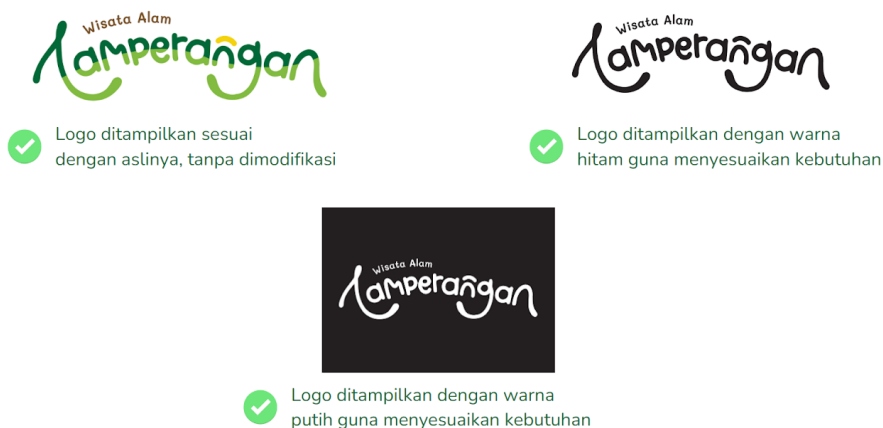 Wisata Alam
Lamperangan
Logo ditampilkan sesuai
dengan aslinya, tanpa dimodifikasi
Wisata Alam
Lamperangan
Logo ditampilkan dengan warna
hitam guna menyesuaikan kebutuhan
Wisata Alam
Lamperangan
Logo ditampilkan dengan warna
putih guna menyesuaikan kebutuhan